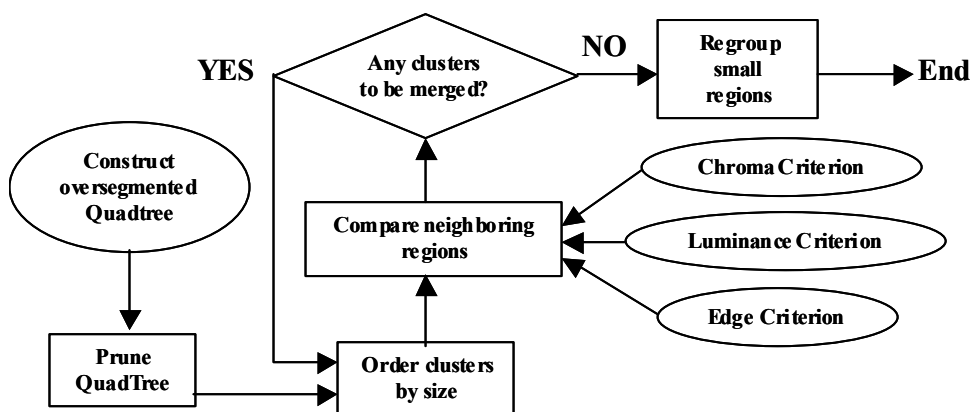 YES
Any clusters
to be merged?
NO
Regroup
small
regions
End
Construct
oversegmented
Quadtree
Chroma Criterion
Compare neighboring
regions
Luminance Criterion
Edge Criterion
Prune
QuadTree
Order clusters
by size